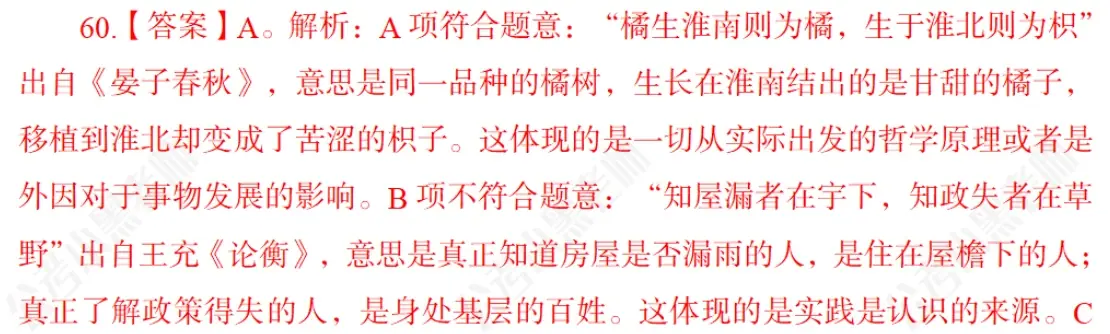 60.【答案】A。解析：A 项符合题意：“橘生淮南则为橘，生于淮北则为枳”
出自《晏子春秋》，意思是同一品种的橘树，生长在淮南结出的是甘甜的橘子，
移植到淮北却变成了苦涩的枳子。这体现的是一切从实际出发的哲学原理或者是
外因对于事物发展的影响。B 项不符合题意：“知屋漏者在宇下，知政失者在草
野”出自王充《论衡》，意思是真正知道房屋是否漏雨的人，是住在屋檐下的人；
真正了解政策得失的人，是身处基层的百姓。这体现的是实践是认识的来源。C